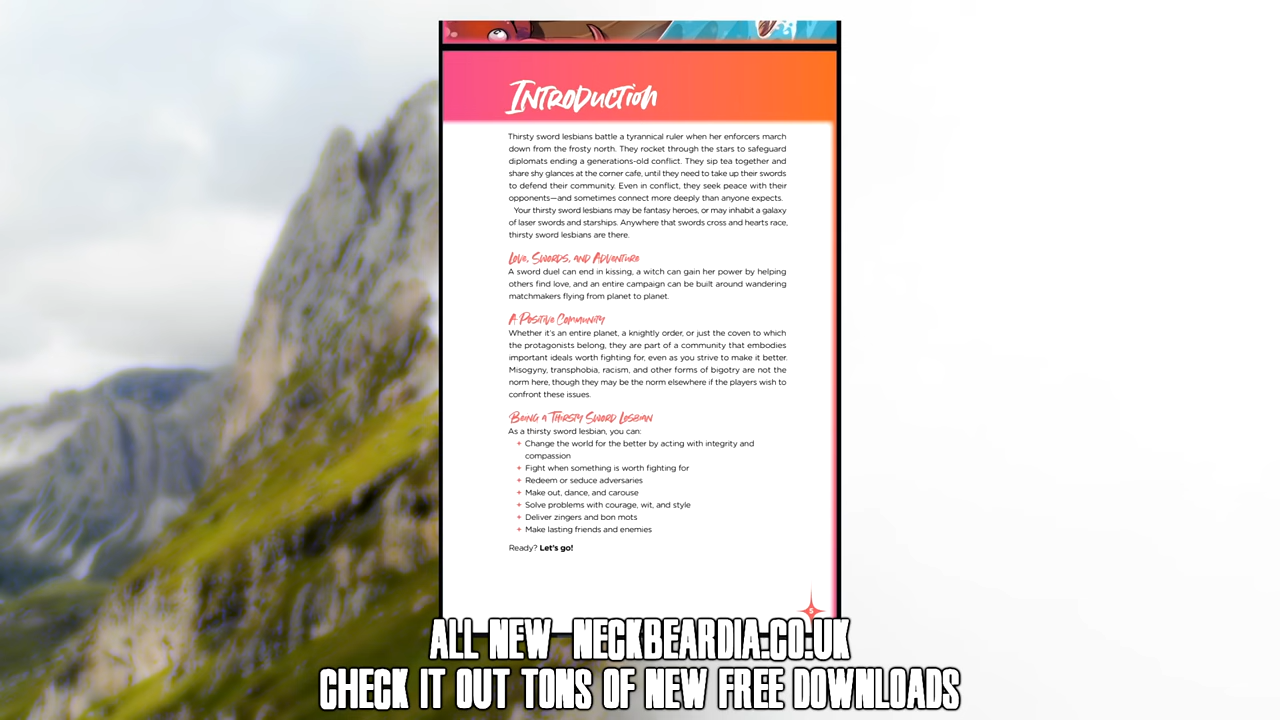 Introduction
Thirsty sword lesbians battle a tyrannical ruler when her enforcers march
down from the frosty north. They rocket through the stars to safeguard
diplomats ending a generations-old conflict. They sip tea together and
share shy glances at the corner cafe, until they need to take up their swords
to defend their community. Even in conflict, they seek peace with their
opponents—and sometimes connect more deeply than anyone expects.
Your thirsty sword lesbians may be fantasy heroes, or may inhabit a galaxy
of laser swords and starships. Anywhere that swords cross and hearts race,
thirsty sword lesbians are there.
Love, Swords, and Adventure
A sword duel can end in kissing, a witch can gain her power by helping
others find love, and an entire campaign can be built around wandering
matchmakers flying from planet to planet.
A Positive Community
Whether it's an entire planet, a knightly order, or just the coven to which
the protagonists belong, they are part of a community that embodies
important ideals worth fighting for, even as you strive to make it better.
Misogyny, transphobia, racism, and other forms of bigotry are not the
norm here, though they may be the norm elsewhere if the players wish to
confront these issues.
Being a Thirsty Sword Lesbian
As a thirsty sword lesbian, you can:
+ Change the world for the better by acting with integrity and
compassion
+ Fight when something is worth fighting for
+ Redeem or seduce adversaries
+ Make out, dance, and carouse
+ Solve problems with courage, wit, and style
+ Deliver zingers and bon mots
+ Make lasting friends and enemies
Ready? Let's go!
ALL NEW NECKBEARDIA.CO.UK
CHECK IT OUT TONS OF NEW FREE DOWNLOADS